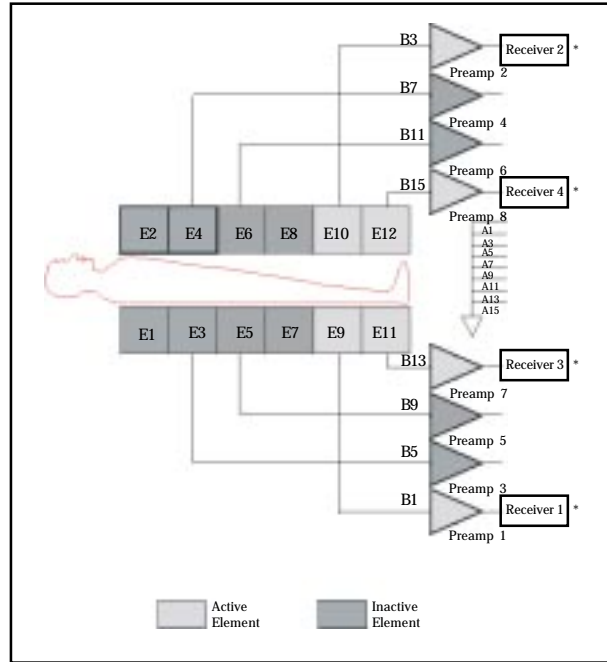 B3
Receiver 2 *
Preamp 2
B7
Preamp 4
B11
Preamp 6
B15
Receiver 4 *
Preamp 8
A1
A3
A5
A7
A9
A11
A13
A15
E2 E4 E6 E8 E10 E12
E1 E3 E5 E7 E9 E11
B13
Receiver 3 *
Preamp 7
B9
Preamp 5
B5
Preamp 3
B1
Receiver 1 *
Preamp 1
Active
Element
Inactive
Element